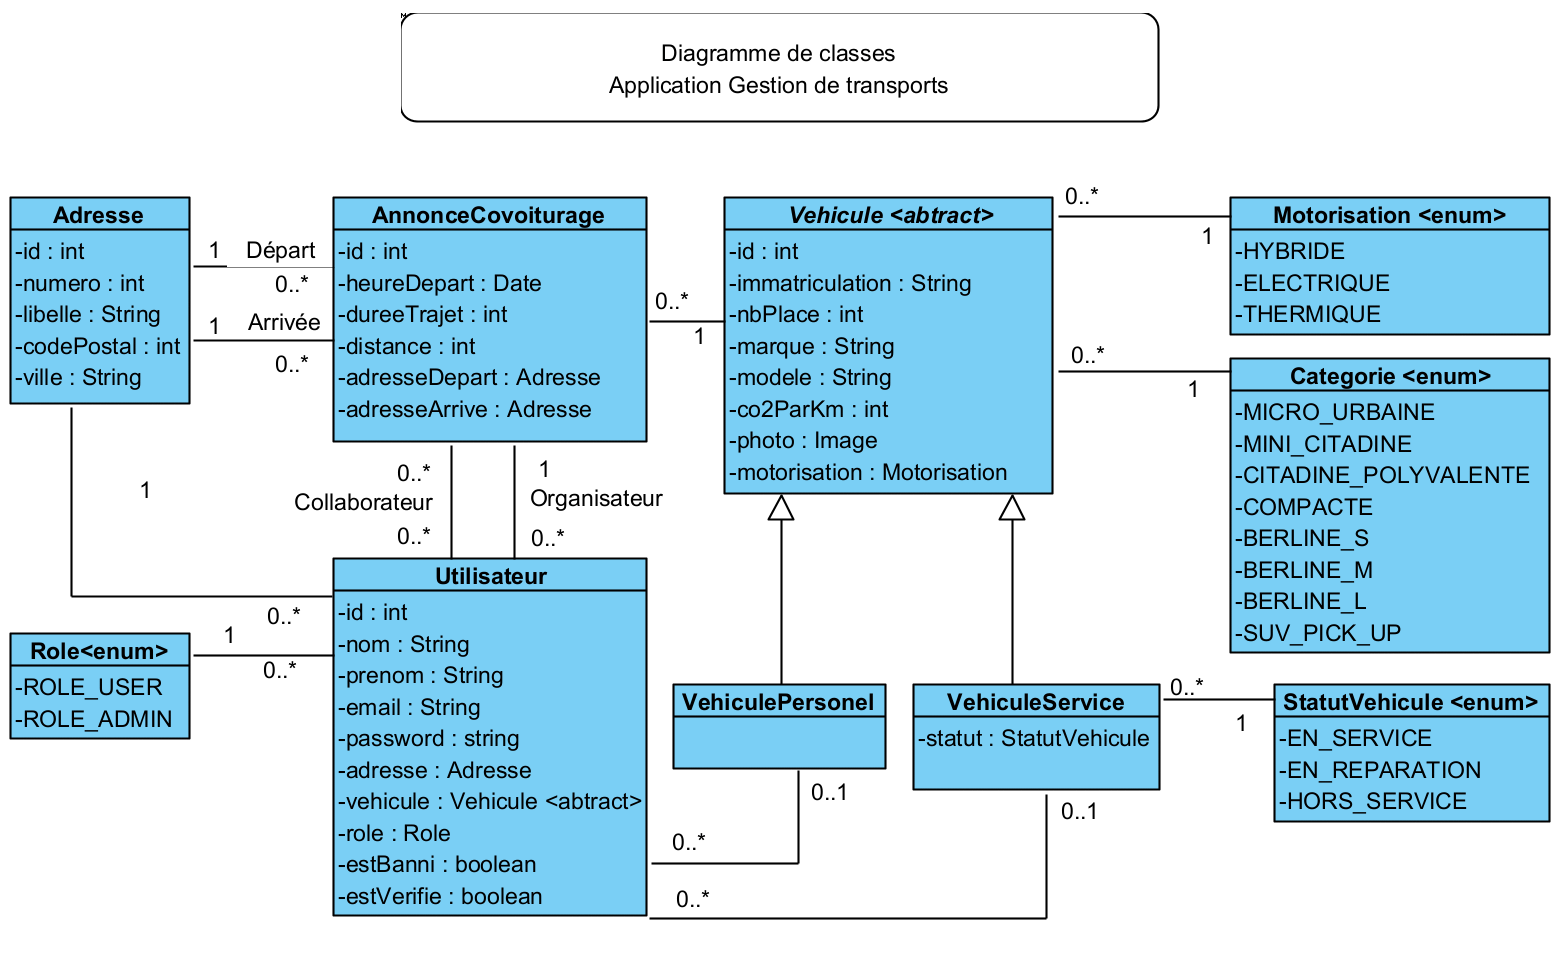 Diagramme de classes
Application Gestion de transports
Adresse
-id : int
-numero : int
-libelle : String
-codePostal : int
-ville : String
1
Départ
0..*
1
Arrivée
0..*
AnnonceCovoiturage
-id : int
-heureDepart : Date
-dureeTrajet : int
-distance : int
-adresseDepart : Adresse
-adresseArrive : Adresse
0..*
1
Vehicule <abtract>
-id : int
-immatriculation : String
-nbPlace : int
-marque : String
-modele : String
-co2ParKm : int
-photo : Image
-motorisation : Motorisation
0..*
1
Motorisation <enum>
-HYBRIDE
-ELECTRIQUE
-THERMIQUE
0..*
1
Categorie <enum>
-MICRO_URBAINE
-MINI_CITADINE
-CITADINE_POLYVALENTE
-COMPACTE
-BERLINE_S
-BERLINE_M
-BERLINE_L
-SUV_PICK_UP
1
0..*
0..*
Collaborateur
0..*
1
Organisateur
0..*
Role<enum>
-ROLE_USER
-ROLE_ADMIN
1
0..*
Utilisateur
-id : int
-nom : String
-prenom : String
-email : String
-password : string
-adresse : Adresse
-vehicule : Vehicule <abtract>
-role : Role
-estBanni : boolean
-estVerifie : boolean
VehiculePersonel
0..1
0..*
VehiculeService
-statut : StatutVehicule
0..1
0..*
0..*
1
StatutVehicule <enum>
-EN_SERVICE
-EN_REPARATION
-HORS_SERVICE